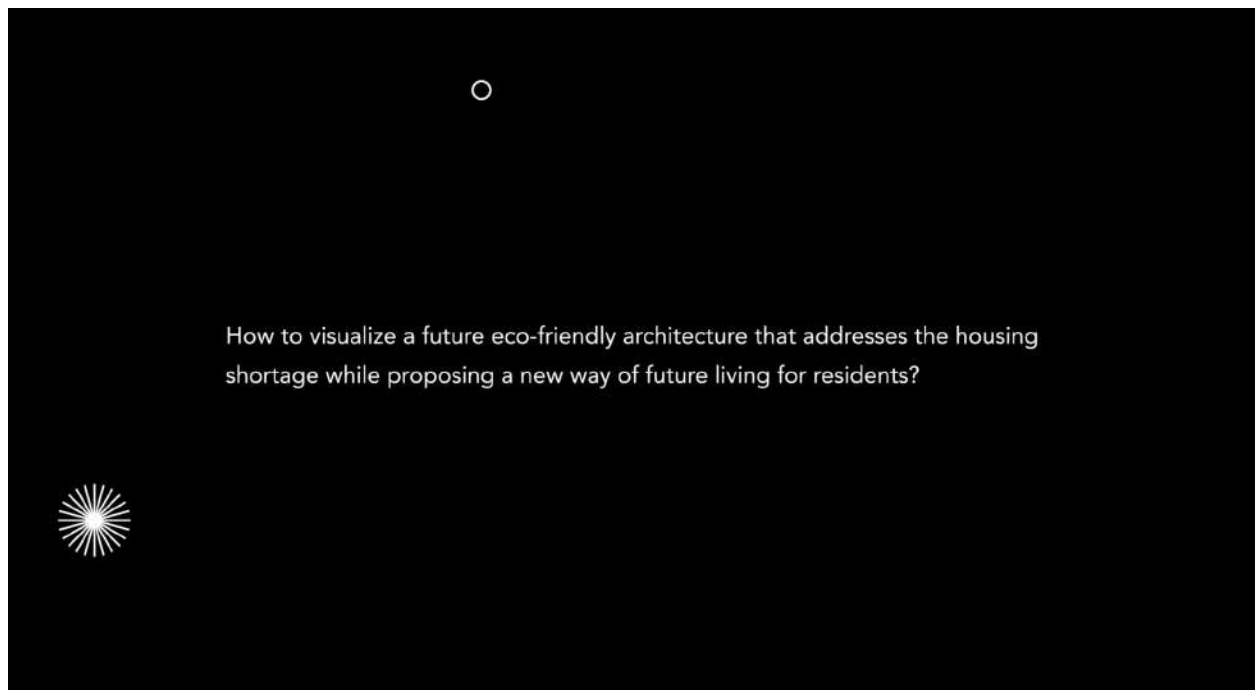 How to visualize a future eco-friendly architecture that addresses the housing
shortage while proposing a new way of future living for residents?